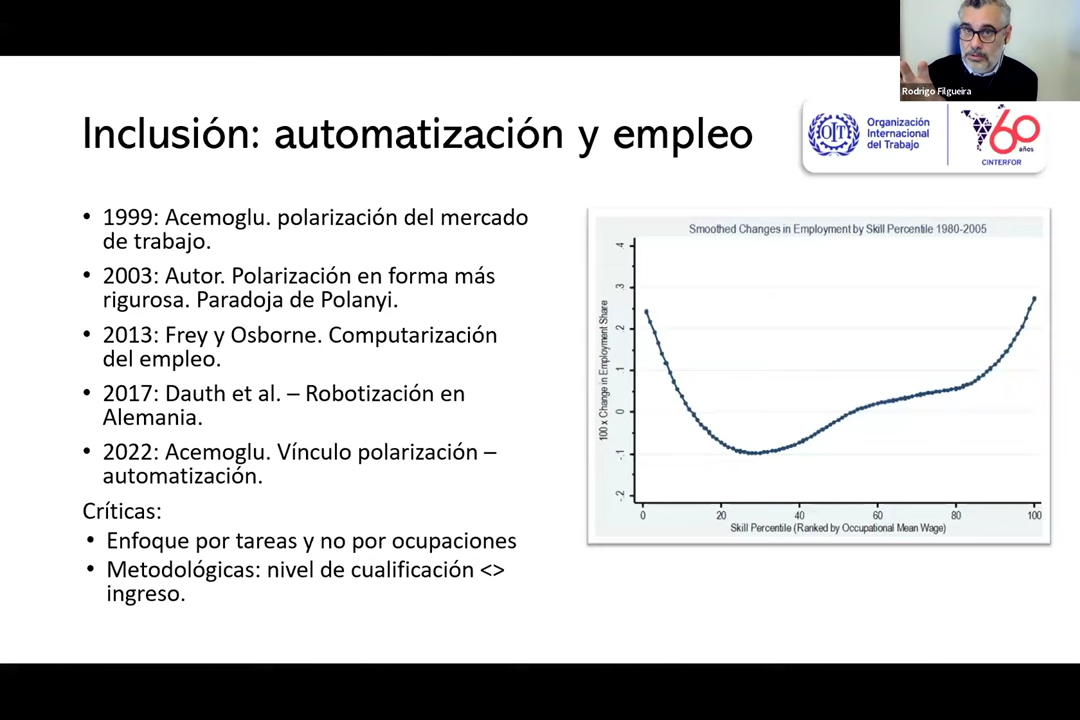 Rodrigo Filgueira
Inclusión: automatización y empleo
OIT
Organización
Internacional
del Trabajo
60
años
CINTERFOR
• 1999: Acemoglu. polarización del mercado
de trabajo.
• 2003: Autor. Polarización en forma más
rigurosa. Paradoja de Polanyi.
• 2013: Frey y Osborne. Computarización
del empleo.
• 2017: Dauth et al. – Robotización en
Alemania.
• 2022: Acemoglu. Vínculo polarización –
automatización.
Críticas:
• Enfoque por tareas y no por ocupaciones
• Metodológicas: nivel de cualificación <>
ingreso.
Smoothed Changes in Employment by Skill Percentile 1980-2005
100 x Change in Employment Share
.4
.3
.2
.1
0
-.1
-.2
0 20 40 60 80 100
Skill Percentile (Ranked by Occupational Mean Wage)